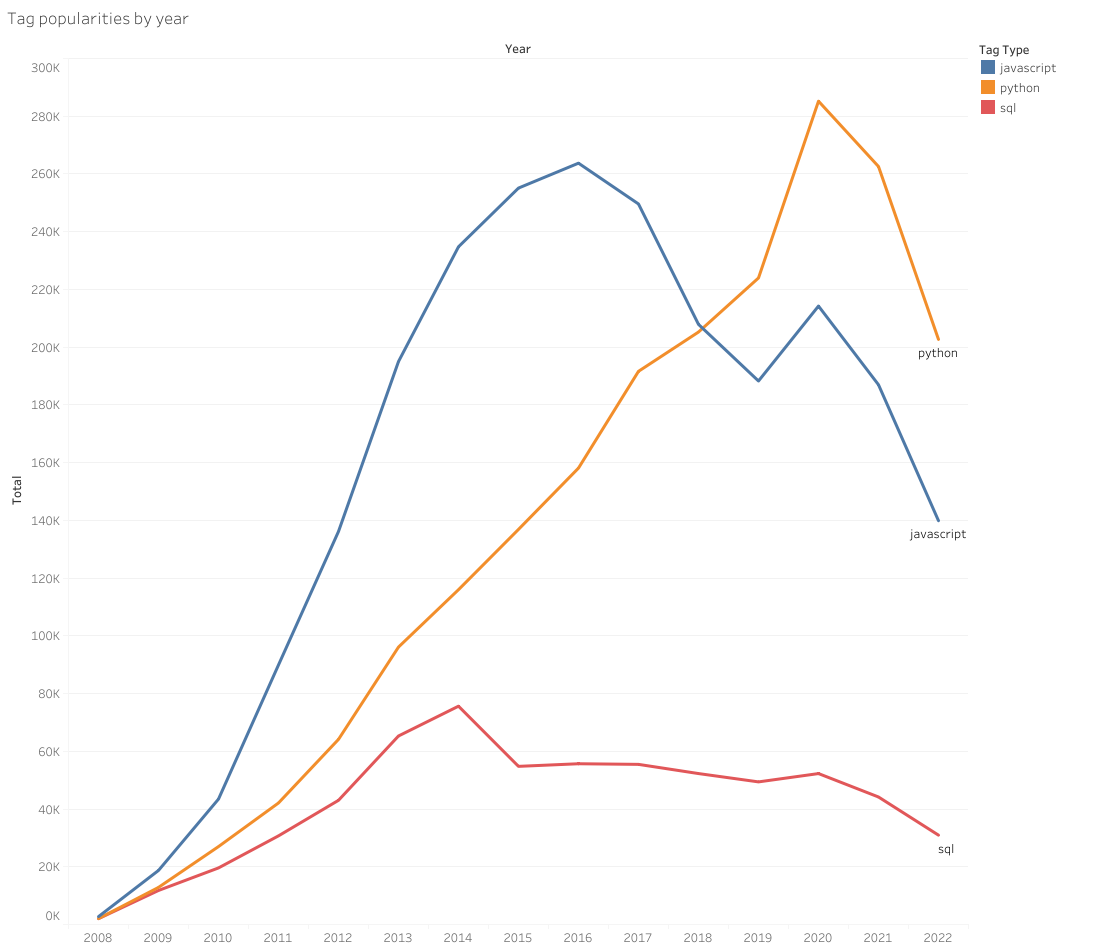 Tag popularities by year
Year
Tag Type
javascript
python
sql
300K
280K
260K
240K
220K
200K
180K
160K
140K
120K
100K
80K
60K
40K
20K
0K
Total
python
javascript
sql
2008 2009 2010 2011 2012 2013 2014 2015 2016 2017 2018 2019 2020 2021 2022